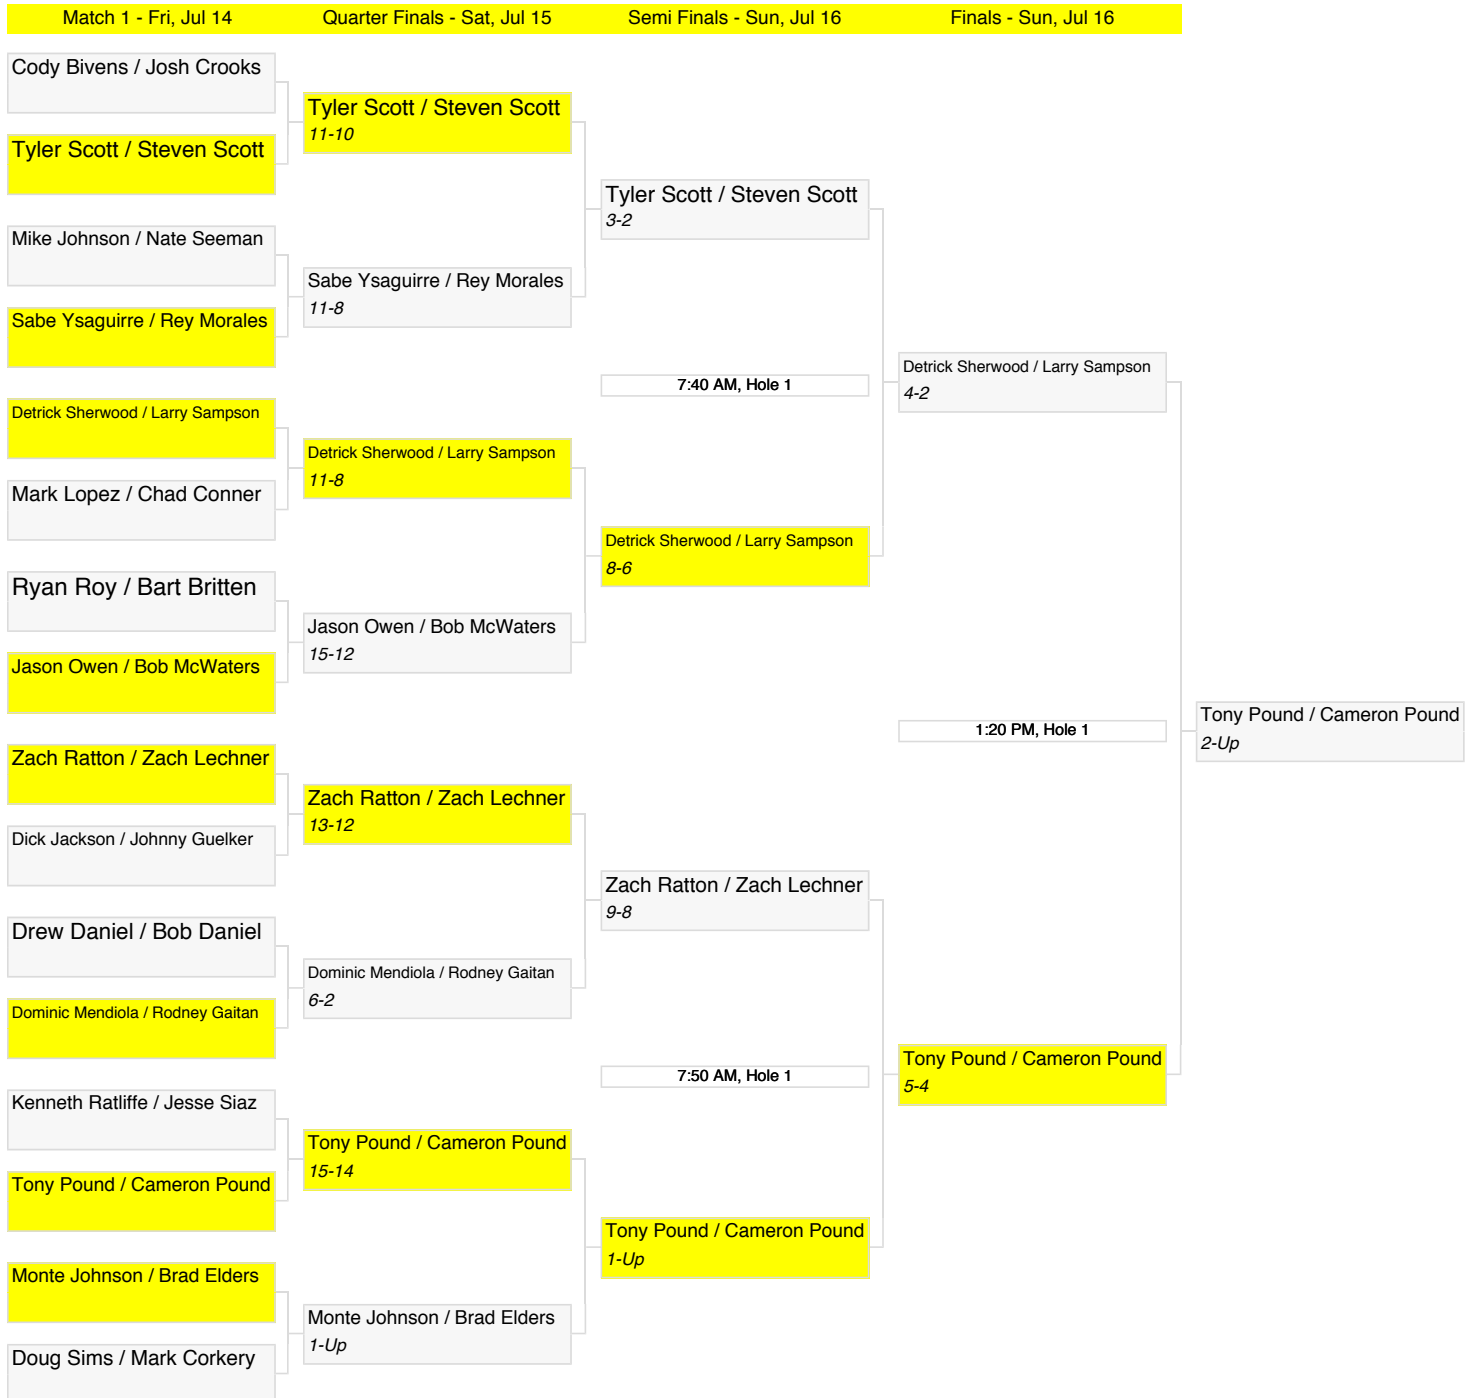 Match 1 - Fri, Jul 14
Quarter Finals - Sat, Jul 15
Semi Finals - Sun, Jul 16
Finals - Sun, Jul 16
Cody Bivens / Josh Crooks
Tyler Scott / Steven Scott
Mike Johnson / Nate Seeman
Sabe Ysaguirre / Rey Morales
Detrick Sherwood / Larry Sampson
Mark Lopez / Chad Conner
Ryan Roy / Bart Britten
Jason Owen / Bob McWaters
Zach Ratton / Zach Lechner
Dick Jackson / Johnny Guelker
Drew Daniel / Bob Daniel
Dominic Mendiola / Rodney Gaitan
Kenneth Ratliffe / Jesse Siaz
Tony Pound / Cameron Pound
Monte Johnson / Brad Elders
Doug Sims / Mark Corkery
Tyler Scott / Steven Scott
11-10
Sabe Ysaguirre / Rey Morales
11-8
Detrick Sherwood / Larry Sampson
11-8
Jason Owen / Bob McWaters
15-12
Zach Ratton / Zach Lechner
13-12
Dominic Mendiola / Rodney Gaitan
6-2
Tony Pound / Cameron Pound
15-14
Monte Johnson / Brad Elders
1-Up
Tyler Scott / Steven Scott
3-2
7:40 AM, Hole 1
Detrick Sherwood / Larry Sampson
8-6
Zach Ratton / Zach Lechner
9-8
7:50 AM, Hole 1
Tony Pound / Cameron Pound
1-Up
Detrick Sherwood / Larry Sampson
4-2
1:20 PM, Hole 1
Tony Pound / Cameron Pound
5-4
Tony Pound / Cameron Pound
2-Up